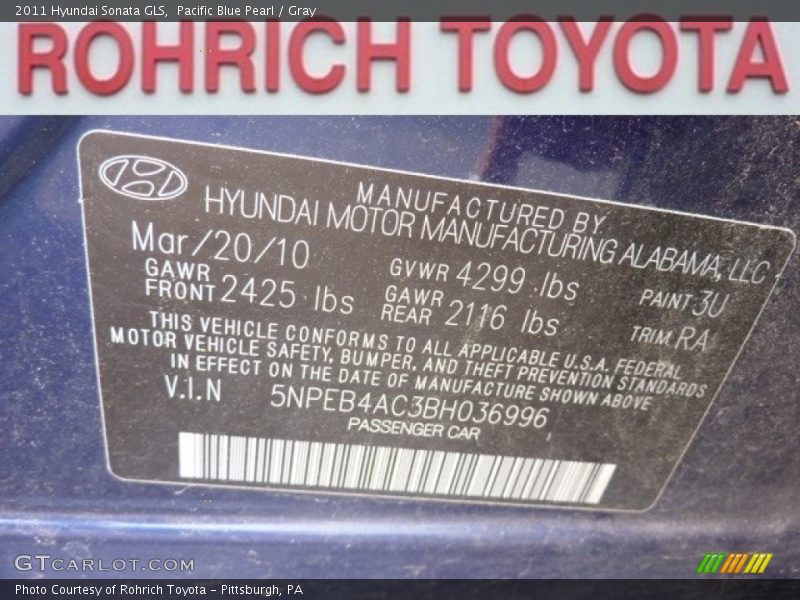 2011 Hyundai Sonata GLS, Pacific Blue Pearl / Gray
ROHRICH TOYOTA
MANUFACTURED BY
HYUNDAI MOTOR MANUFACTURING ALABAMA, LLC
Mar/20/10
GVWR 4299 lbs
PAINT 3U
GAWR FRONT 2425 lbs
GAWR REAR 2116 lbs
TRIM RA
THIS VEHICLE CONFORMS TO ALL APPLICABLE U.S.A. FEDERAL
MOTOR VEHICLE SAFETY, BUMPER, AND THEFT PREVENTION STANDARDS
IN EFFECT ON THE DATE OF MANUFACTURE SHOWN ABOVE
V.I.N 5NPEB4AC3BH036996
PASSENGER CAR
GTCARLOT.COM
Photo Courtesy of Rohrich Toyota - Pittsburgh, PA